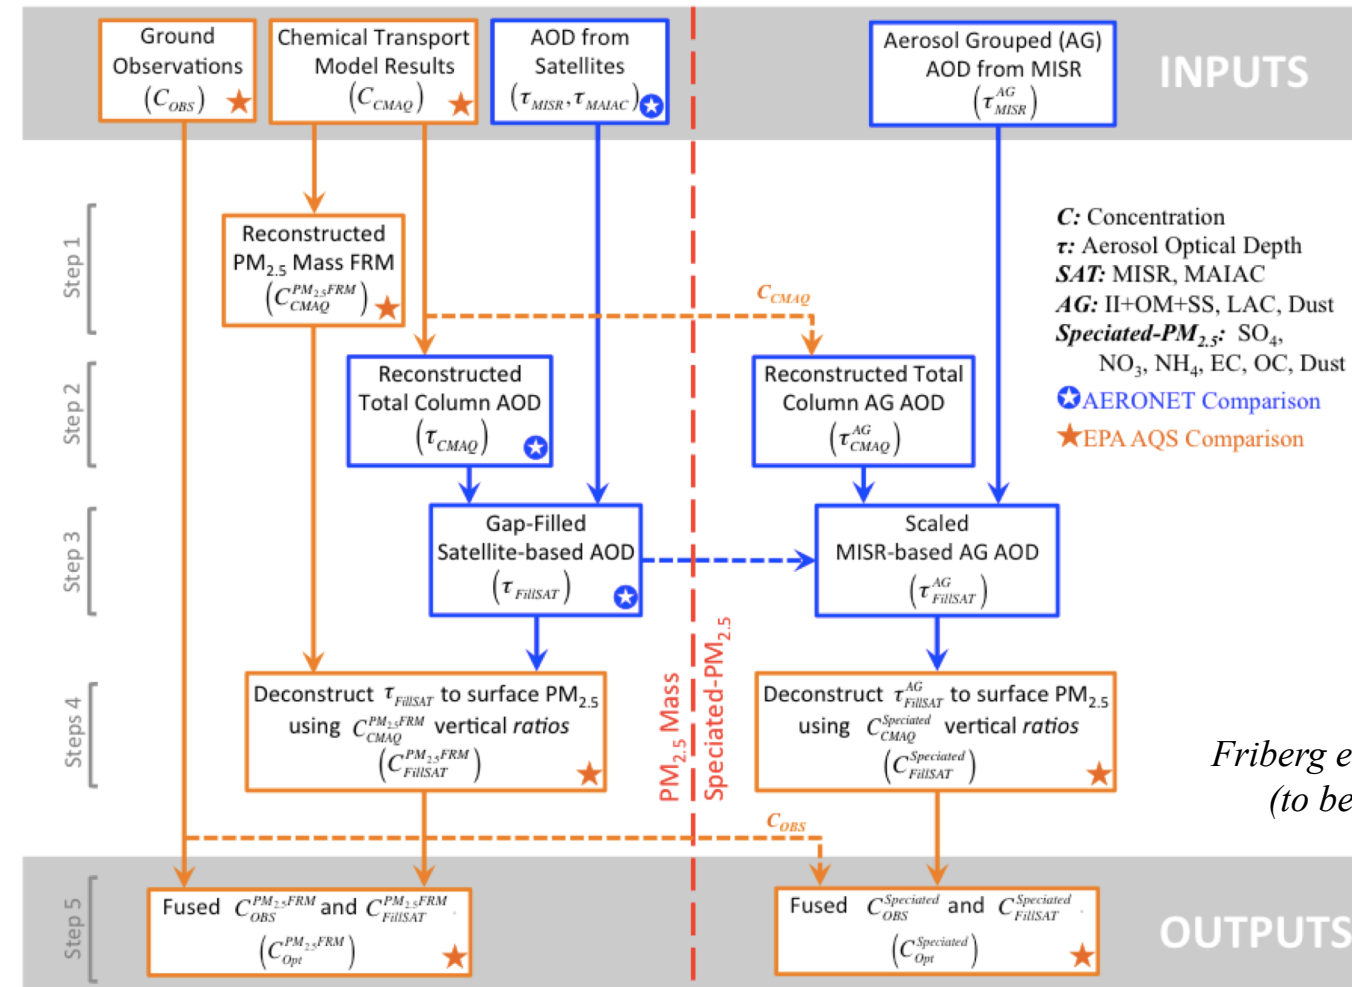 Ground
Observations
(C_OBS)
Chemical Transport
Model Results
(C_CMAQ)
AOD from
Satellites
(τ_MISR, τ_MAIAC)
Aerosol Grouped (AG)
AOD from MISR
(τ^AG_MISR)
INPUTS
Step 1
Reconstructed
PM2.5 Mass FRM
(C^PM2.5FRM_CMAQ)
C_CMAQ
C: Concentration
τ: Aerosol Optical Depth
SAT: MISR, MAIAC
AG: II+OM+SS, LAC, Dust
Speciated-PM2.5: SO4,
NO3, NH4, EC, OC, Dust
AERONET Comparison
EPA AQS Comparison
Step 2
Reconstructed
Total Column AOD
(τ_CMAQ)
Reconstructed Total
Column AG AOD
(τ^AG_CMAQ)
Step 3
Gap-Filled
Satellite-based AOD
(τ_FillSAT)
Scaled
MISR-based AG AOD
(τ^AG_FillSAT)
PM2.5 Mass
Speciated-PM2.5
Steps 4
Deconstruct τ_FillSAT to surface PM2.5
using C^PM2.5FRM_CMAQ vertical ratios
(C^PM2.5FRM_FillSAT)
Deconstruct τ^AG_FillSAT to surface PM2.5
using C^Speciated_CMAQ vertical ratios
(C^Speciated_FillSAT)
Friberg e
(to be
C_OBS
Step 5
Fused C^PM2.5FRM_OBS and C^PM2.5FRM_FillSAT
(C^PM2.5FRM_Opt)
Fused C^Speciated_OBS and C^Speciated_FillSAT
(C^Speciated_Opt)
OUTPUTS